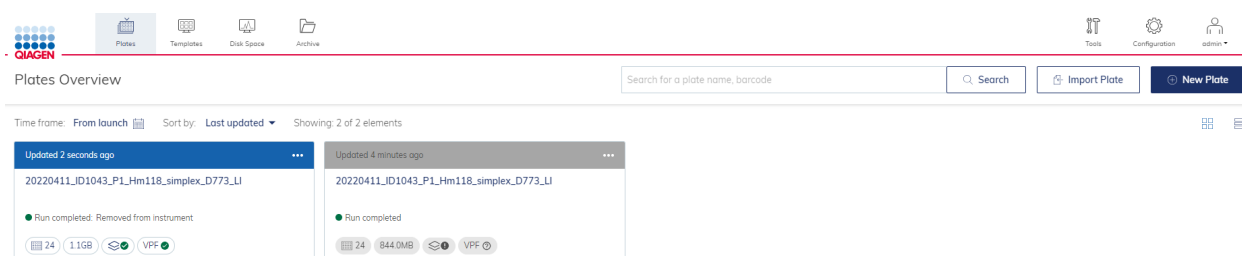 Plates Templates Disk Space Archive Tools Configuration admin
QIAGEN
Plates Overview Search for a plate name, barcode Search Import Plate New Plate
Time frame: From launch Sort by: Last updated Showing: 2 of 2 elements
Updated 2 seconds ago ••• Updated 4 minutes ago •••
20220411_ID1043_P1_Hm118_simplex_D773_LI 20220411_ID1043_P1_Hm118_simplex_D773_LI
Run completed: Removed from instrument Run completed
24 1.1GB VPF 24 844.0MB VPF